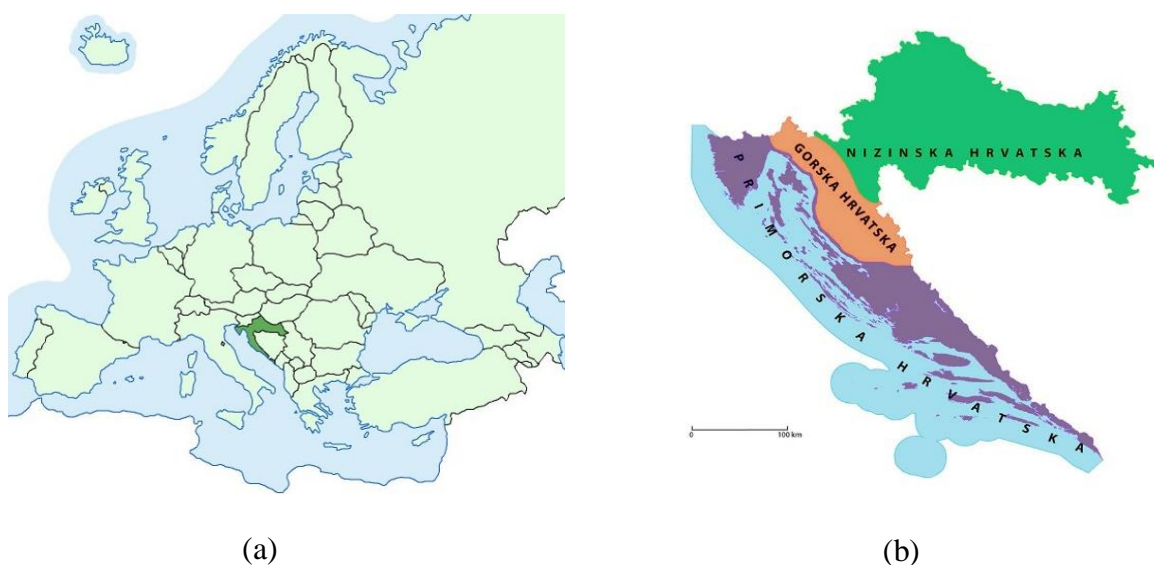 NIZINSKA HRVATSKA
GORSKA HRVATSKA
PRIMORSKA HRVATSKA
0 100 km
(a)
(b)